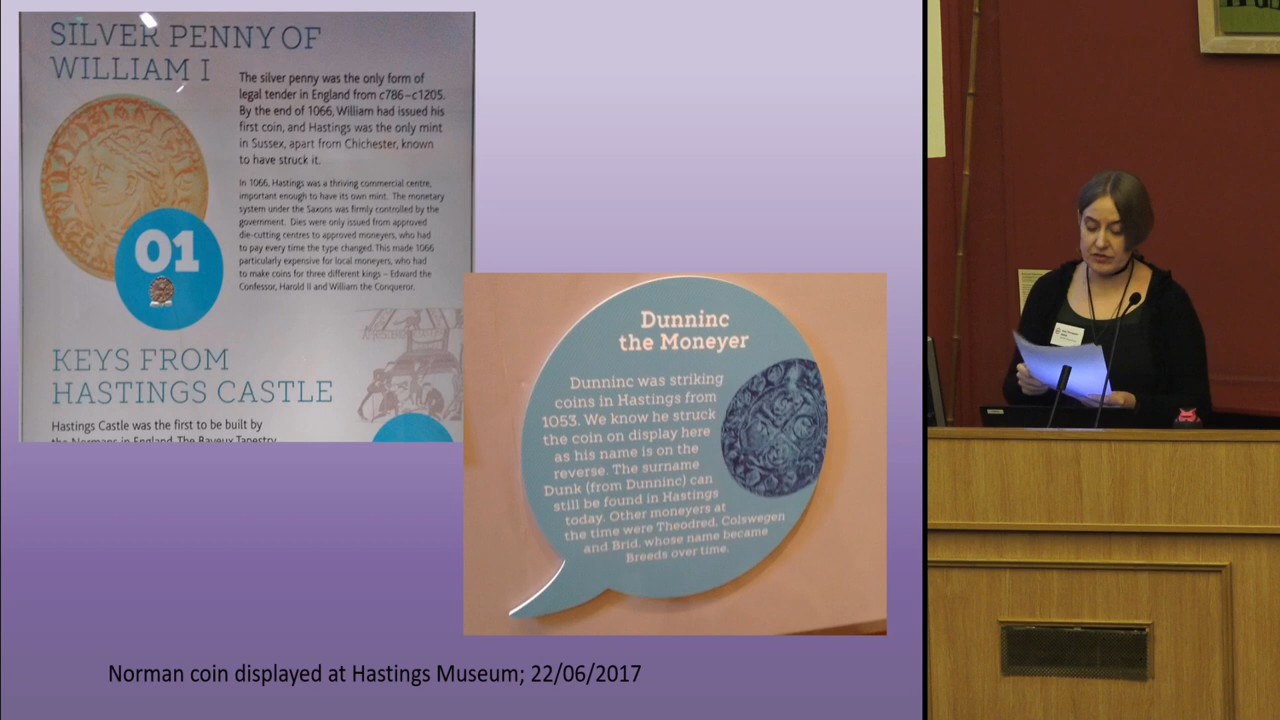 SILVER PENNY OF
WILLIAM I
The silver penny was the only form of
legal tender in England from c786–c1205.
By the end of 1066, William had issued his
first coin, and Hastings was the only mint
in Sussex, apart from Chichester, known
to have struck it.
In 1066, Hastings was a thriving commercial centre,
important enough to have its own mint. The monetary
system under the Saxons was firmly controlled by the
government. Dies were only issued from approved
die-cutting centres to approved moneyers, who had
to pay every time the type changed. This made 1066
particularly expensive for local moneyers, who had
to make coins for three different kings – Edward the
Confessor, Harold II and William the Conqueror.
01
KEYS FROM
HASTINGS CASTLE
Hastings Castle was the first to be built by
the Normans in England. The Bayeux Tapestry
Dunninc
the Moneyer
Dunninc was striking
coins in Hastings from
1053. We know he struck
the coin on display here
as his name is on the
reverse. The surname
Dunk (from Dunninc) can
still be found in Hastings
today. Other moneyers at
the time were Theodred, Colswegen
and Brid, whose name became
Breeds over time.
Norman coin displayed at Hastings Museum; 22/06/2017